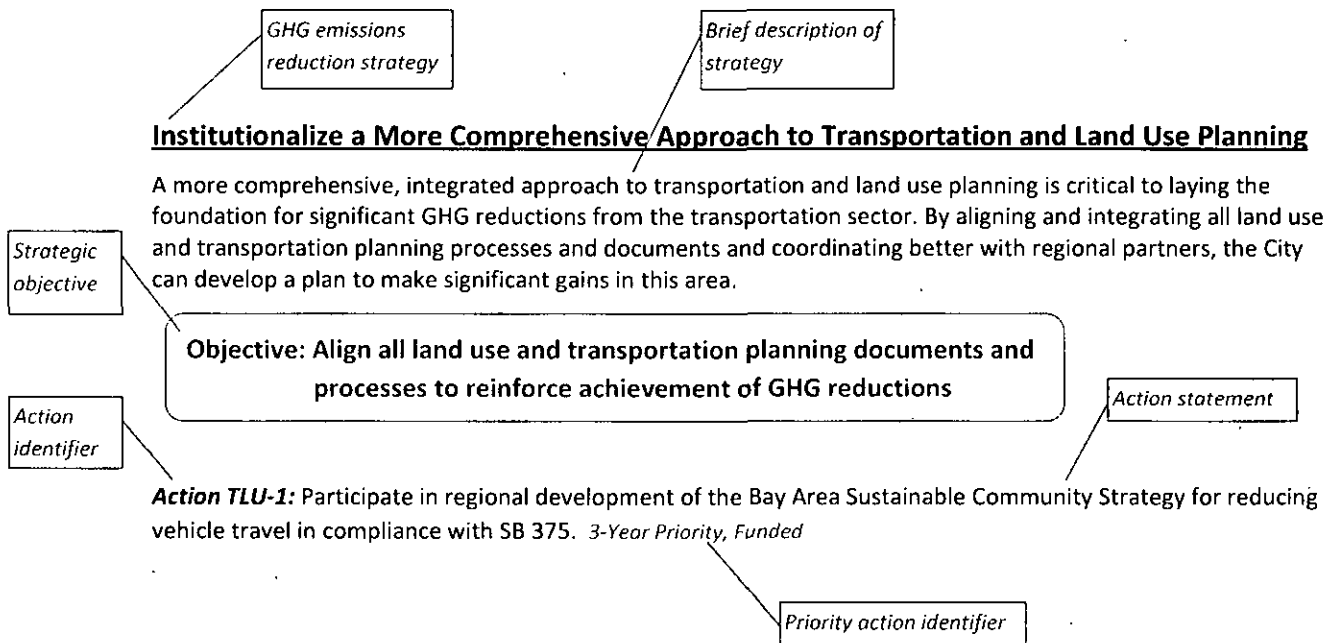 GHG emissions
reduction strategy
Brief description of
strategy
Institutionalize a More Comprehensive Approach to Transportation and Land Use Planning
A more comprehensive, integrated approach to transportation and land use planning is critical to laying the
foundation for significant GHG reductions from the transportation sector. By aligning and integrating all land use
and transportation planning processes and documents and coordinating better with regional partners, the City
can develop a plan to make significant gains in this area.
Strategic
objective
Objective: Align all land use and transportation planning documents and
processes to reinforce achievement of GHG reductions
Action statement
Action
identifier
Action TLU-1: Participate in regional development of the Bay Area Sustainable Community Strategy for reducing
vehicle travel in compliance with SB 375. 3-Year Priority, Funded
Priority action identifier